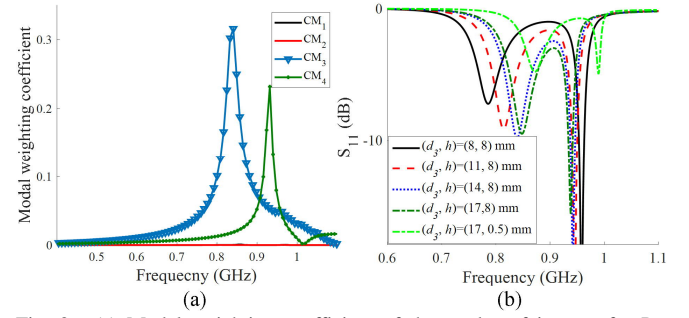 Modal weighting coefficient
0.3
0.2
0.1
0
CM1
CM2
CM3
CM4
0.5 0.6 0.7 0.8 0.9 1
Frequecny (GHz)
(a)
S11 (dB)
0
-10
(d3, h)=(8, 8) mm
(d3, h)=(11, 8) mm
(d3, h)=(14, 8) mm
(d3, h)=(17,8) mm
(d3, h)=(17, 0.5) mm
0.6 0.7 0.8 0.9 1 1.1
Frequency (GHz)
(b)